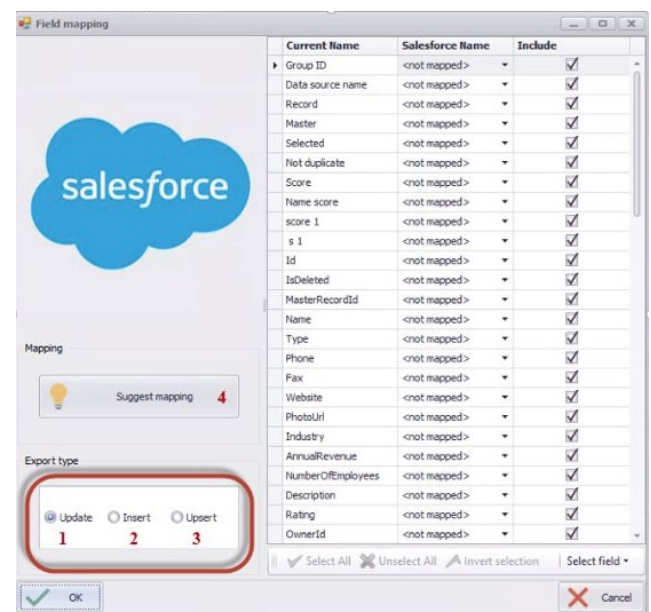 Field mapping
Current Name Salesforce Name Include
Group ID <not mapped>
Data source name <not mapped>
Record <not mapped>
Master <not mapped>
Selected <not mapped>
Not duplicate <not mapped>
Score <not mapped>
Name score <not mapped>
score 1 <not mapped>
s 1 <not mapped>
Id <not mapped>
IsDeleted <not mapped>
MasterRecordId <not mapped>
Name <not mapped>
Type <not mapped>
Phone <not mapped>
Fax <not mapped>
Website <not mapped>
PhotoUrl <not mapped>
Industry <not mapped>
AnnualRevenue <not mapped>
NumberOfEmployees <not mapped>
Description <not mapped>
Rating <not mapped>
OwnerId <not mapped>
salesforce
Mapping
Suggest mapping 4
Export type
Update Insert Upsert
1 2 3
Select All Unselect All Invert selection Select field
OK Cancel